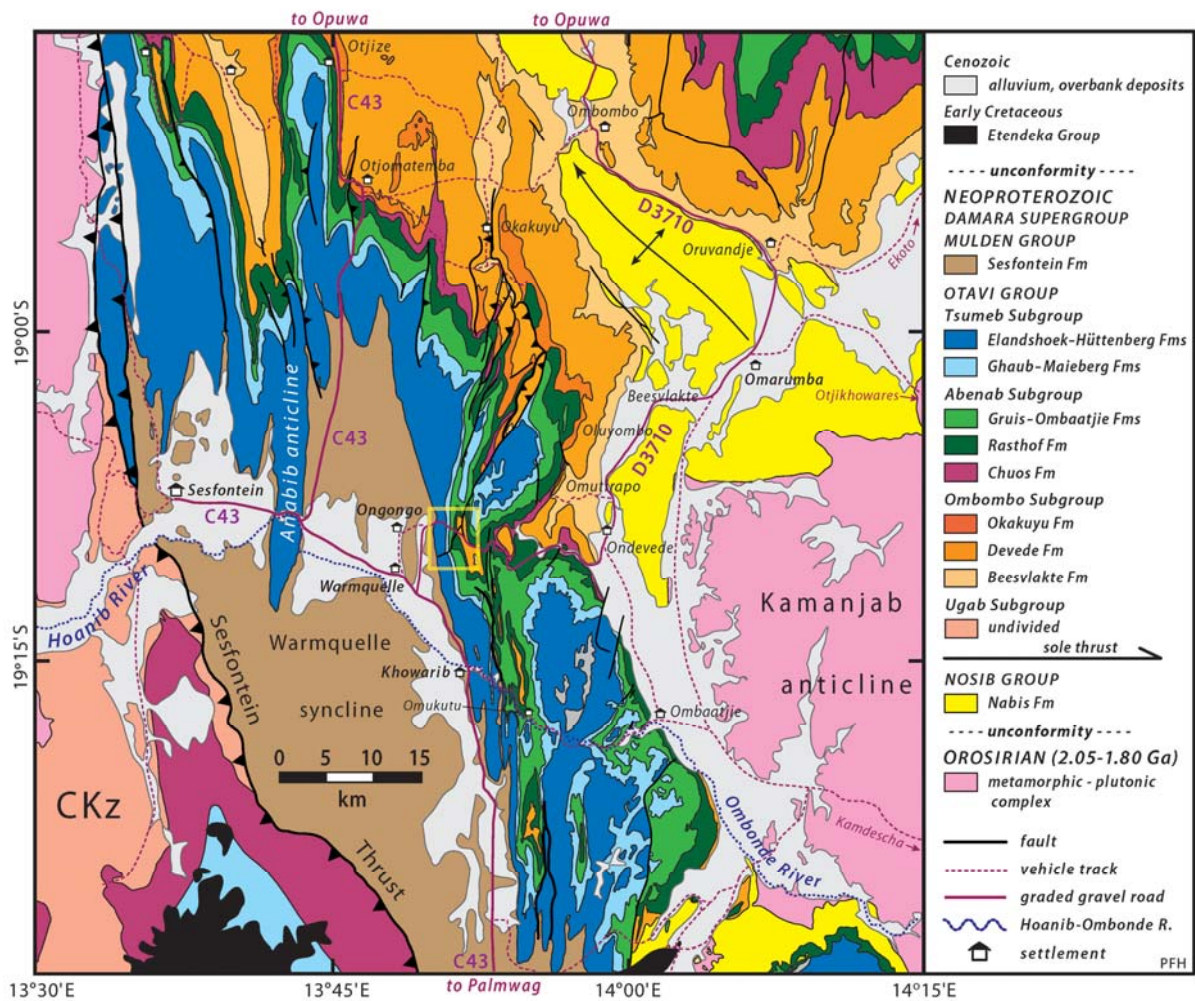 to Opuwa
to Opuwa
Otjize
C43
Ombombo
Otjomatemba
D3710
Okakuyu
Oruvandje
Ekoto
19°00'S
Omarumba
Beesvlakte
Otjikhowares
Anabib anticline
C43
Oluyombo
D3710
Omutirapo
Sesfontein
C43
Ongongo
Ondevede
Warmquelle
Hoanib River
Kamanjab
anticline
Sesfontein
Thrust
Warmquelle
syncline
19°15'S
Khowarib
Omukutu
Ombaatjie
0 5 10 15
km
CKz
Ombonde River
Kamdescha
C43
to Palmwag
13°30'E
13°45'E
14°00'E
14°15'E
Cenozoic
alluvium, overbank deposits
Early Cretaceous
Etendeka Group
---- unconformity ----
NEOPROTEROZOIC
DAMARA SUPERGROUP
MULDEN GROUP
Sesfontein Fm
OTAVI GROUP
Tsumeb Subgroup
Elandshoek-Hüttenberg Fms
Ghaub-Maieberg Fms
Abenab Subgroup
Gruis-Ombaatjie Fms
Rasthof Fm
Chuos Fm
Ombombo Subgroup
Okakuyu Fm
Devede Fm
Beesvlakte Fm
Ugab Subgroup
undivided
sole thrust
NOSIB GROUP
Nabis Fm
---- unconformity ----
OROSIRIAN (2.05-1.80 Ga)
metamorphic - plutonic
complex
fault
vehicle track
graded gravel road
Hoanib-Ombonde R.
settlement
PFH